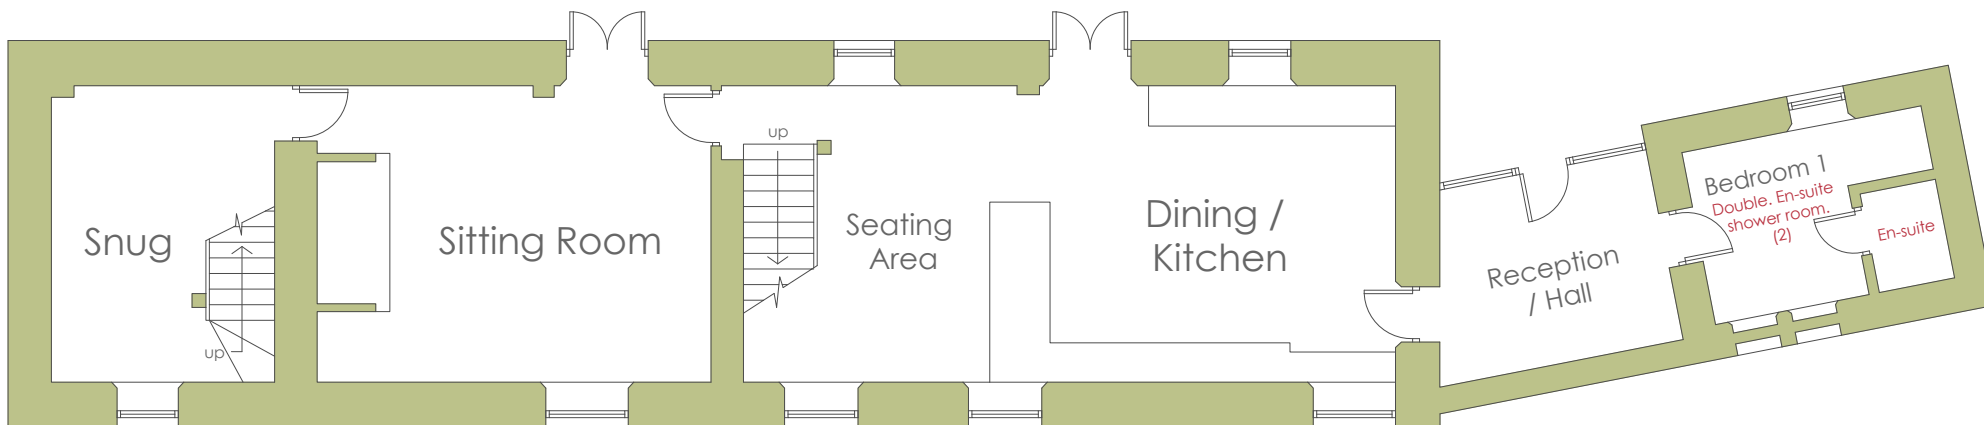 Snug
up
Sitting Room
up
Seating
Area
Dining /
Kitchen
Reception
/ Hall
Bedroom 1
Double. En-suite
shower room.
(2)
En-suite